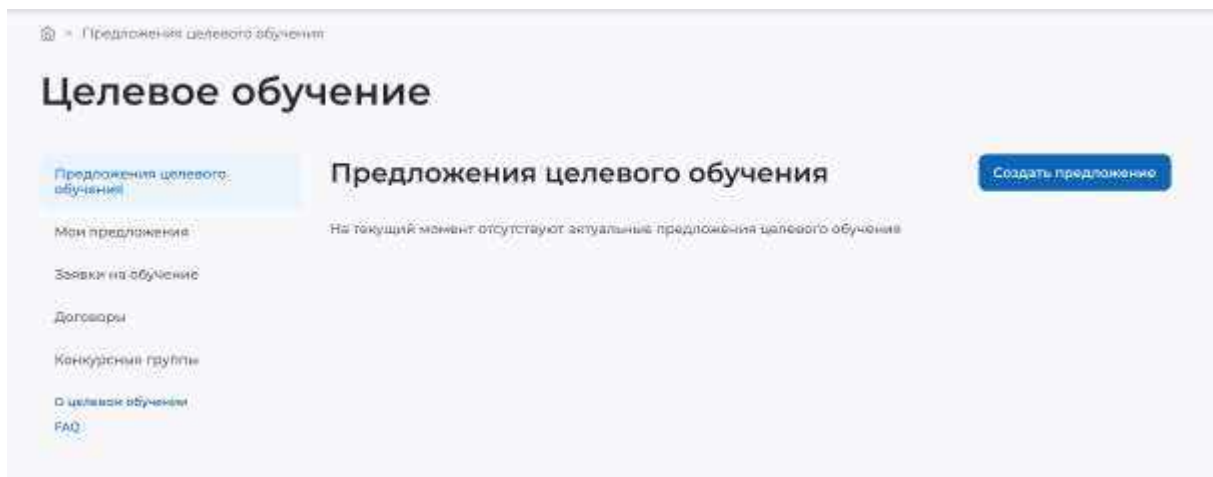 Предложения целевого обучения
Целевое обучение
Предложения целевого
обучения
Предложения целевого обучения
Создать предложение
Мои предложения
На текущий момент отсутствуют актуальные предложения целевого обучения
Заявки на обучение
Договоры
Конкурсные группы
О целевом обучении
FAQ